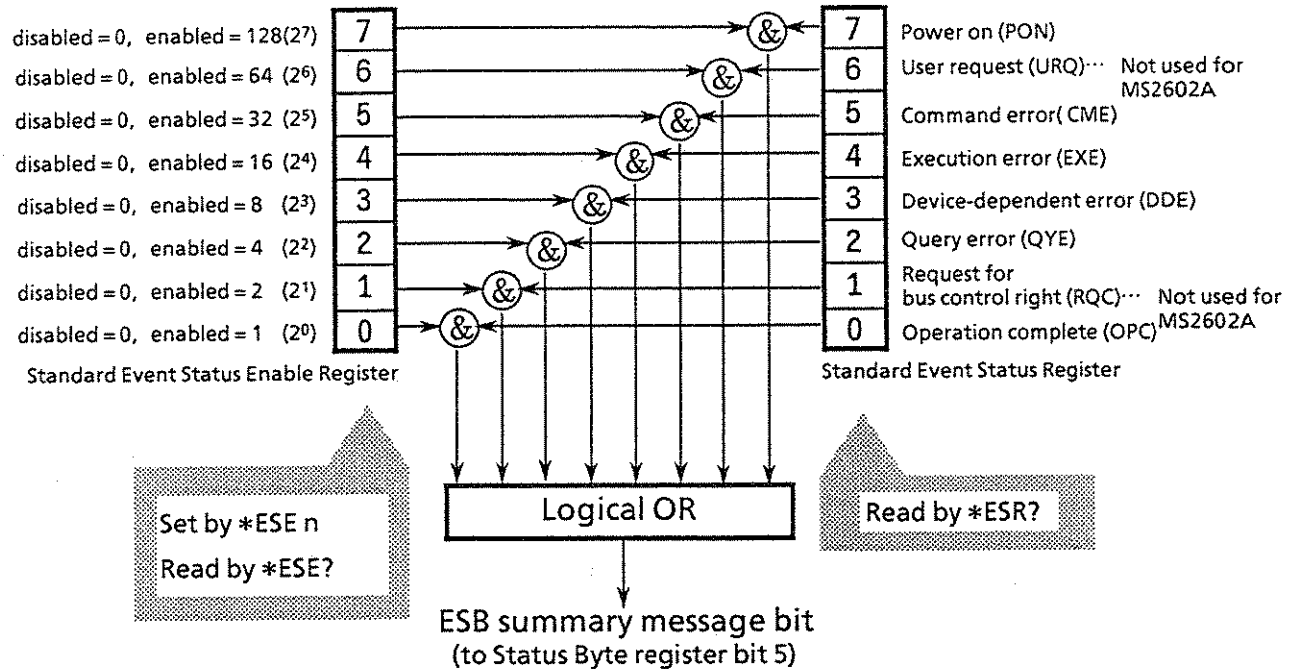 disabled = 0, enabled = 128(2⁷) 7 & 7 Power on (PON)
disabled = 0, enabled = 64 (2⁶) 6 & 6 User request (URQ)··· Not used for
MS2602A
disabled = 0, enabled = 32 (2⁵) 5 & 5 Command error( CME)
disabled = 0, enabled = 16 (2⁴) 4 & 4 Execution error (EXE)
disabled = 0, enabled = 8 (2³) 3 & 3 Device-dependent error (DDE)
disabled = 0, enabled = 4 (2²) 2 & 2 Query error (QYE)
disabled = 0, enabled = 2 (2¹) 1 & 1 Request for
bus control right (RQC)··· Not used for
MS2602A
disabled = 0, enabled = 1 (2⁰) 0 & 0 Operation complete (OPC)
Standard Event Status Enable Register
Standard Event Status Register
Set by *ESE n
Read by *ESE?
Logical OR
Read by *ESR?
ESB summary message bit
(to Status Byte register bit 5)